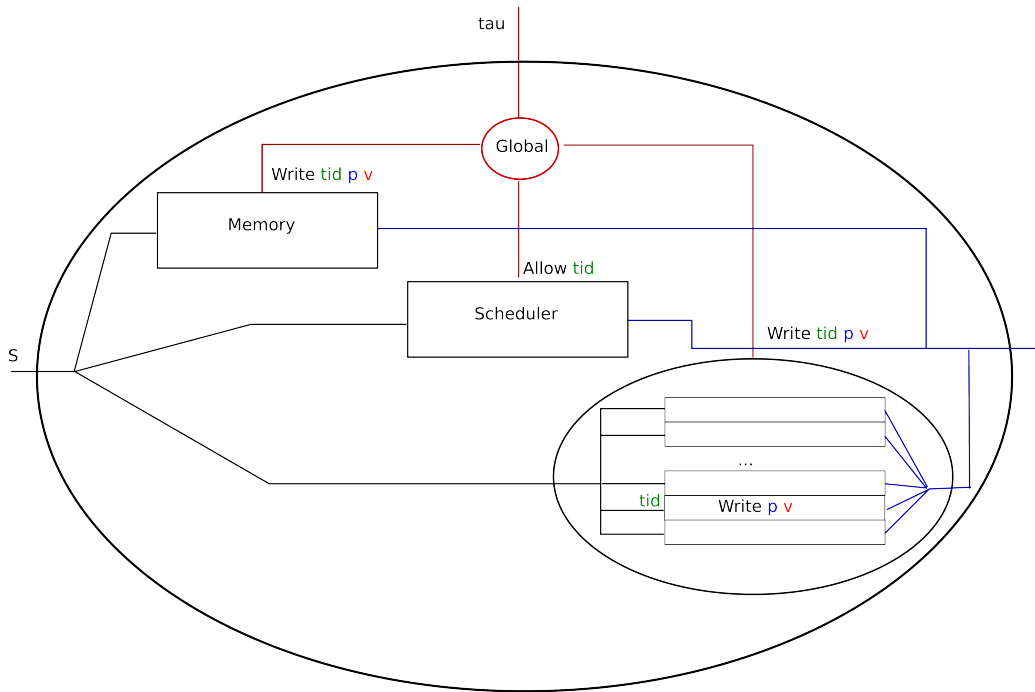 tau
Global
Write tid p v
Memory
Allow tid
Scheduler
Write tid p v
S
...
tid
Write p v